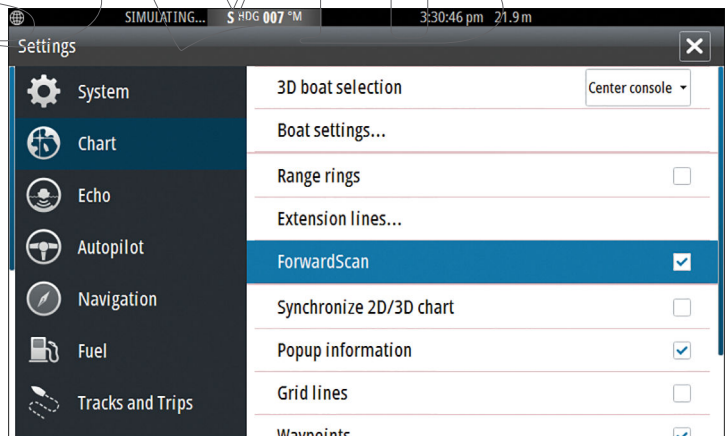 SIMULATING... S HDG 007 °M 3:30:46 pm 21.9 m
Settings
System
Chart
Echo
Autopilot
Navigation
Fuel
Tracks and Trips
3D boat selection Center console
Boat settings...
Range rings
Extension lines...
ForwardScan
Synchronize 2D/3D chart
Popup information
Grid lines
Waypoints